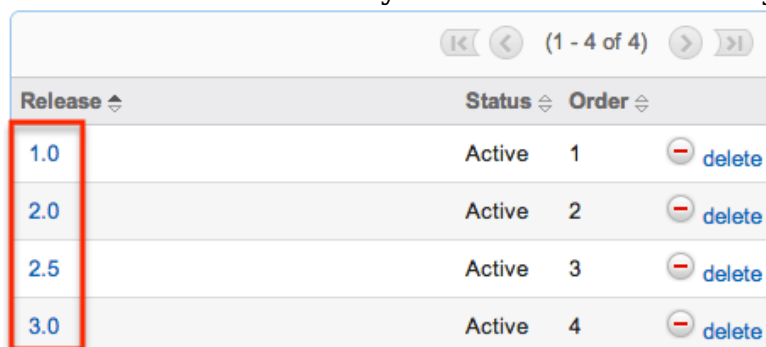 (1 - 4 of 4)
Release Status Order
1.0 Active 1 delete
2.0 Active 2 delete
2.5 Active 3 delete
3.0 Active 4 delete